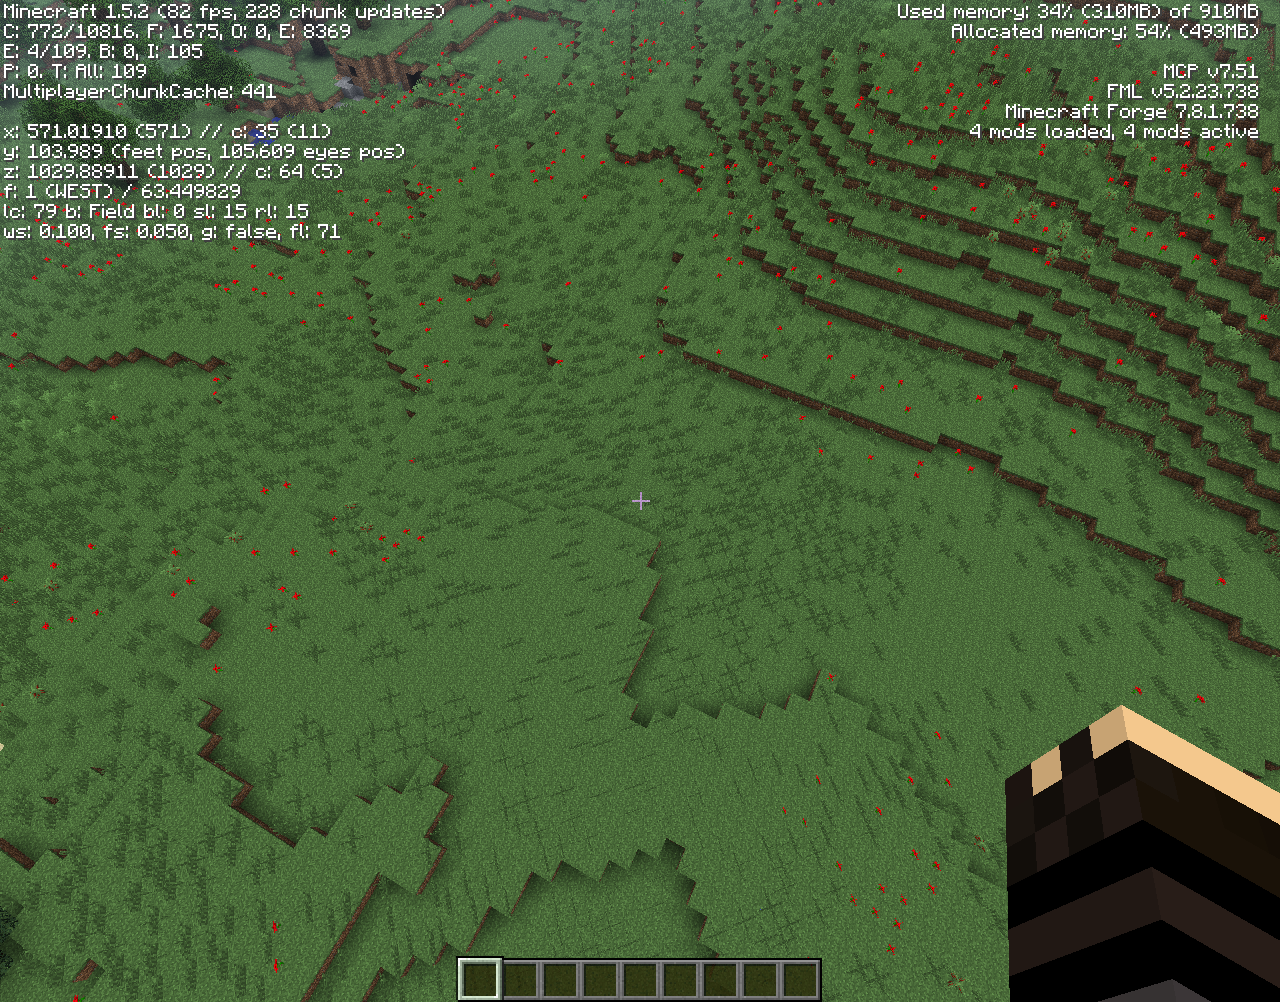 Minecraft 1.5.2 (82 fps, 228 chunk updates)
C: 772/10816. F: 1675, O: 0, E: 8369
E: 4/109. B: 0, I: 105
P: 0. T: All: 109
MultiplayerChunkCache: 441
x: 571.01910 (571) // c: 35 (11)
y: 103.989 (feet pos, 105.609 eyes pos)
z: 1029.88911 (1029) // c: 64 (5)
f: 1 (WEST) / 63.449829
lc: 79 b: Field bl: 0 sl: 15 rl: 15
ws: 0.100, fs: 0.050, g: false, fl: 71
Used memory: 34% (310MB) of 910MB
Allocated memory: 54% (493MB)
MCP v7.51
FML v5.2.23.738
Minecraft Forge 7.8.1.738
4 mods loaded, 4 mods active